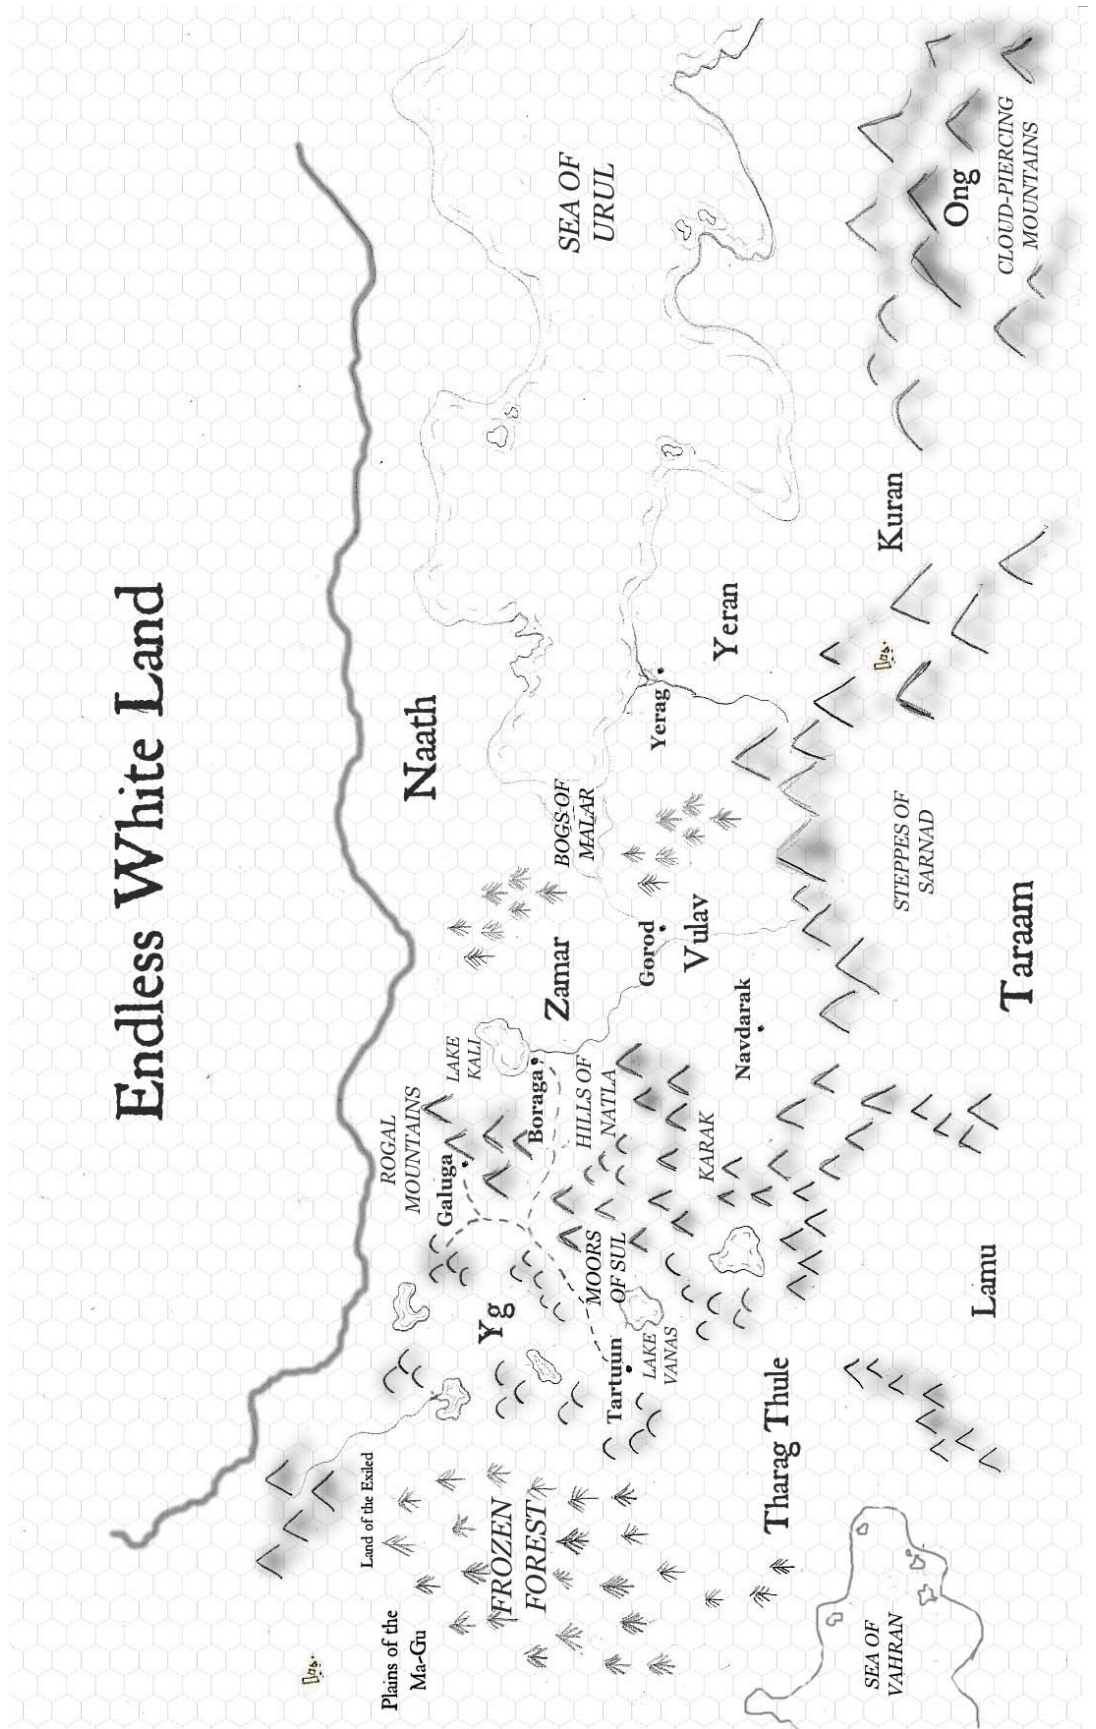 Endless White Land
Naath
SEA OF
URUL
Ong
CLOUD-PIERCING
MOUNTAINS
Kuran
Yeran
Yerag
BOGS OF
MALAR
STEPPES OF
SARNAD
Taraam
Zamar
Gorod
Vulav
Navdarak
LAKE
KALI
Boraga
HILLS OF
NATLA
KARAK
ROGAL
MOUNTAINS
Galuga
MOORS
OF SUL
Yg
Tartuun
LAKE
VANAS
Lamu
Tharag Thule
Land of the Exiled
FROZEN
FOREST
Plains of the
Ma-Gu
SEA OF
VAHRAN